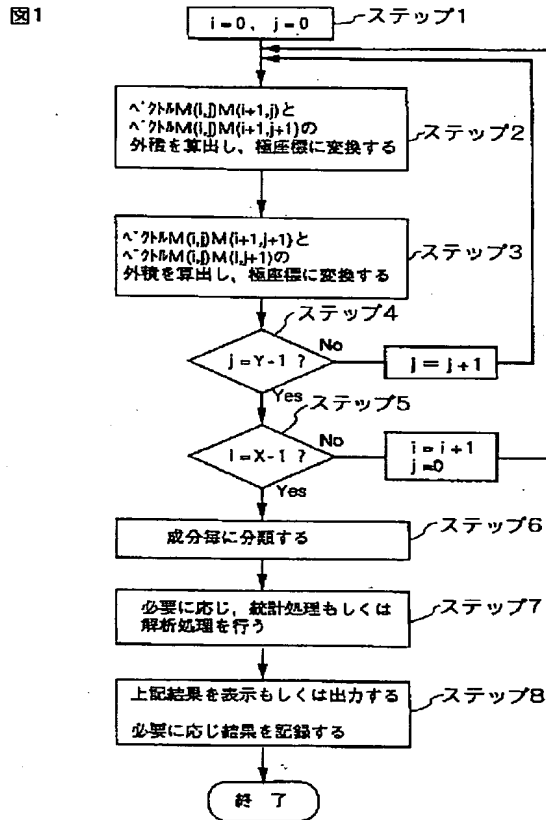 図1
i=0, j=0
ステップ1
ベクトルM(i,j)M(i+1,j)と
ベクトルM(i,j)M(i+1,j+1)の
外積を算出し、極座標に変換する
ステップ2
ベクトルM(i,j)M(i+1,j+1)と
ベクトルM(i,j)M(i,j+1)の
外積を算出し、極座標に変換する
ステップ3
ステップ4
j=Y-1 ?
No
j=j+1
Yes
ステップ5
i=X-1 ?
No
i=i+1
j=0
Yes
成分毎に分類する
ステップ6
必要に応じ，統計処理もしくは
解析処理を行う
ステップ7
上記結果を表示もしくは出力する
必要に応じ結果を記録する
ステップ8
終 了